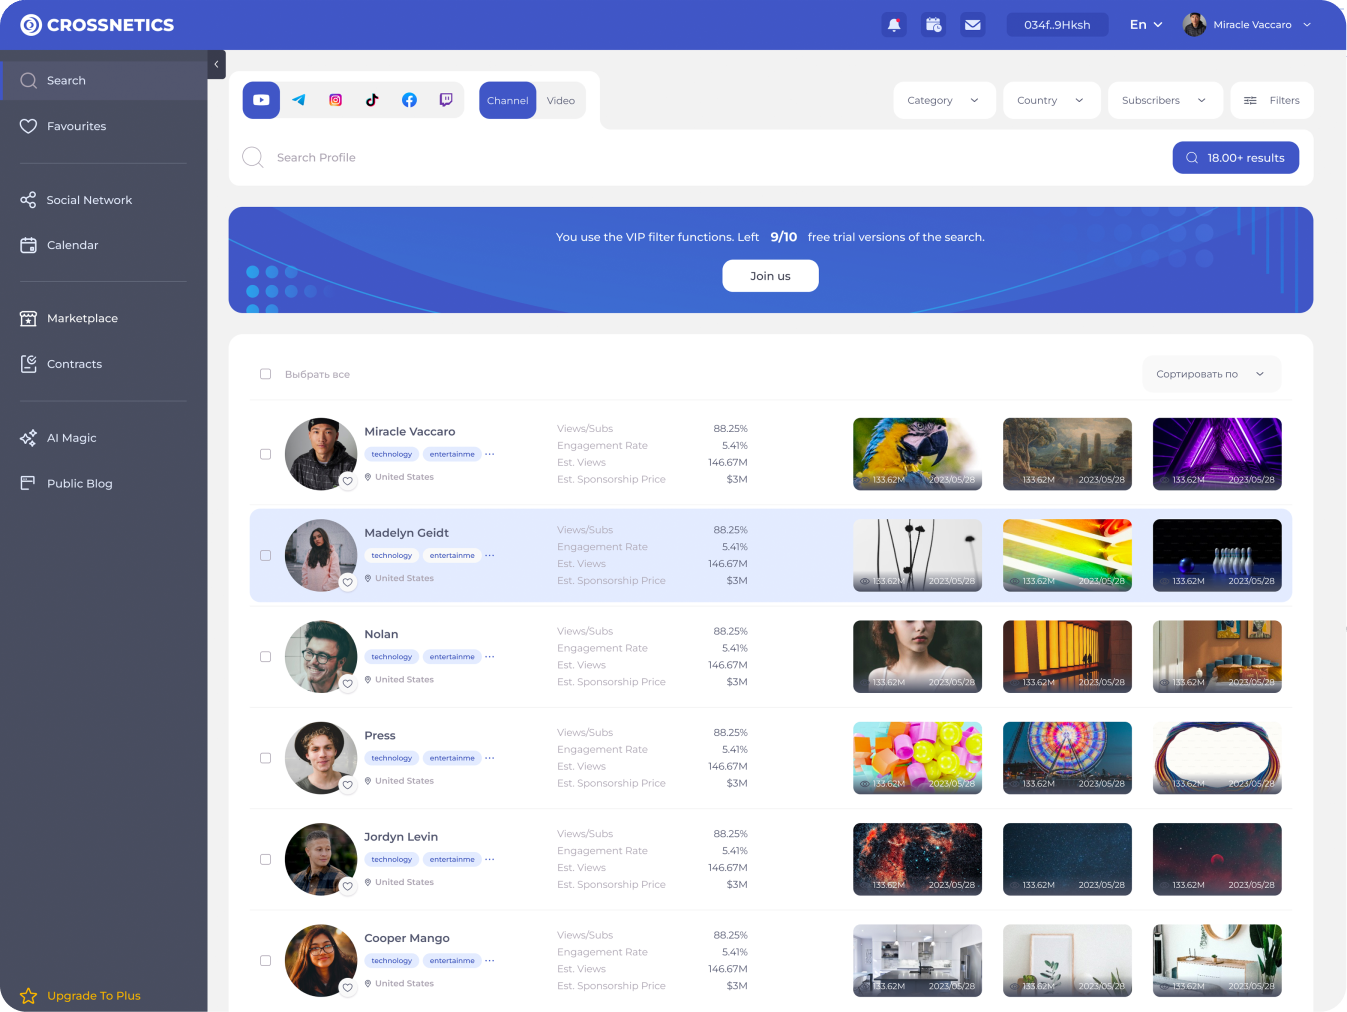 CROSSNETICS
034f..9Hksh
En
Miracle Vaccaro
Search
Favourites
Social Network
Calendar
Marketplace
Contracts
AI Magic
Public Blog
Upgrade To Plus
Channel
Video
Category
Country
Subscribers
Filters
Search Profile
18.00+ results
You use the VIP filter functions. Left 9/10 free trial versions of the search.
Join us
Выбрать все
Сортировать по
Miracle Vaccaro
technology entertainme ...
United States
Views/Subs 88.25%
Engagement Rate 5.41%
Est. Views 146.67M
Est. Sponsorship Price $3M
133.62M 2023/05/28
133.62M 2023/05/28
133.62M 2023/05/28
Madelyn Geidt
technology entertainme ...
United States
Views/Subs 88.25%
Engagement Rate 5.41%
Est. Views 146.67M
Est. Sponsorship Price $3M
133.62M 2023/05/28
133.62M 2023/05/28
133.62M 2023/05/28
Nolan
technology entertainme ...
United States
Views/Subs 88.25%
Engagement Rate 5.41%
Est. Views 146.67M
Est. Sponsorship Price $3M
133.62M 2023/05/28
133.62M 2023/05/28
133.62M 2023/05/28
Press
technology entertainme ...
United States
Views/Subs 88.25%
Engagement Rate 5.41%
Est. Views 146.67M
Est. Sponsorship Price $3M
133.62M 2023/05/28
133.62M 2023/05/28
133.62M 2023/05/28
Jordyn Levin
technology entertainme ...
United States
Views/Subs 88.25%
Engagement Rate 5.41%
Est. Views 146.67M
Est. Sponsorship Price $3M
133.62M 2023/05/28
133.62M 2023/05/28
133.62M 2023/05/28
Cooper Mango
technology entertainme ...
United States
Views/Subs 88.25%
Engagement Rate 5.41%
Est. Views 146.67M
Est. Sponsorship Price $3M
133.62M 2023/05/28
133.62M 2023/05/28
133.62M 2023/05/28